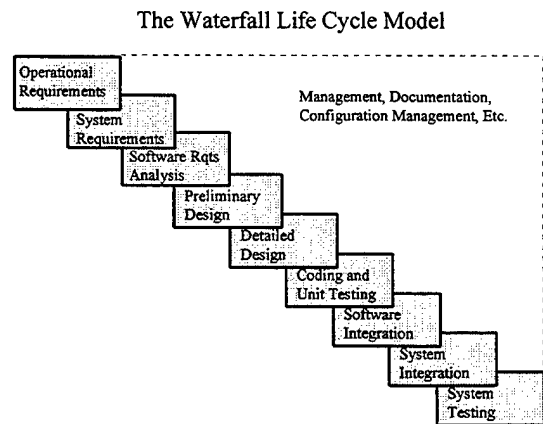 The Waterfall Life Cycle Model
Operational
Requirements
Management, Documentation,
Configuration Management, Etc.
System
Requirements
Software Rqts
Analysis
Preliminary
Design
Detailed
Design
Coding and
Unit Testing
Software
Integration
System
Integration
System
Testing